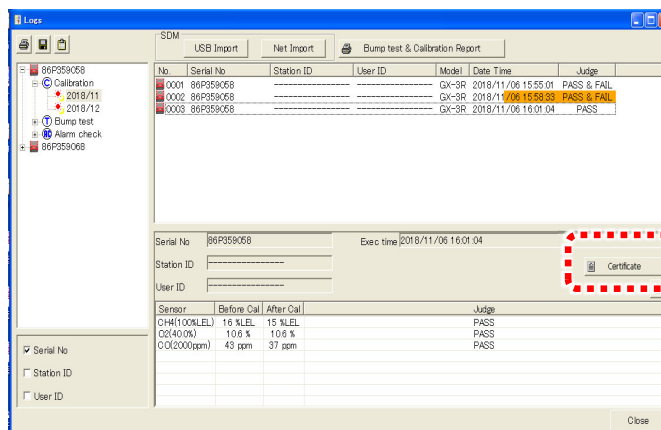 Logs
SDM
USB Import Net Import Bump test & Calibration Report
86P359058
Calibration
2018/11
2018/12
Bump test
Alarm check
86P359068
No. Serial No Station ID User ID Model Date Time Judge
0001 86P359058 ---------------- ---------------- GX-3R 2018/11/06 15:55:01 PASS & FAIL
0002 86P359058 ---------------- ---------------- GX-3R 2018/11/06 15:58:33 PASS & FAIL
0003 86P359058 ---------------- ---------------- GX-3R 2018/11/06 16:01:04 PASS
Serial No 86P359058 Exec time 2018/11/06 16:01:04
Station ID ----------------
User ID ----------------
Certificate
Sensor Before Cal After Cal Judge
CH4(100%LEL) 16 %LEL 15 %LEL PASS
O2(40.0%) 10.6 % 10.6 % PASS
CO(2000ppm) 43 ppm 37 ppm PASS
Serial No
Station ID
User ID
Close